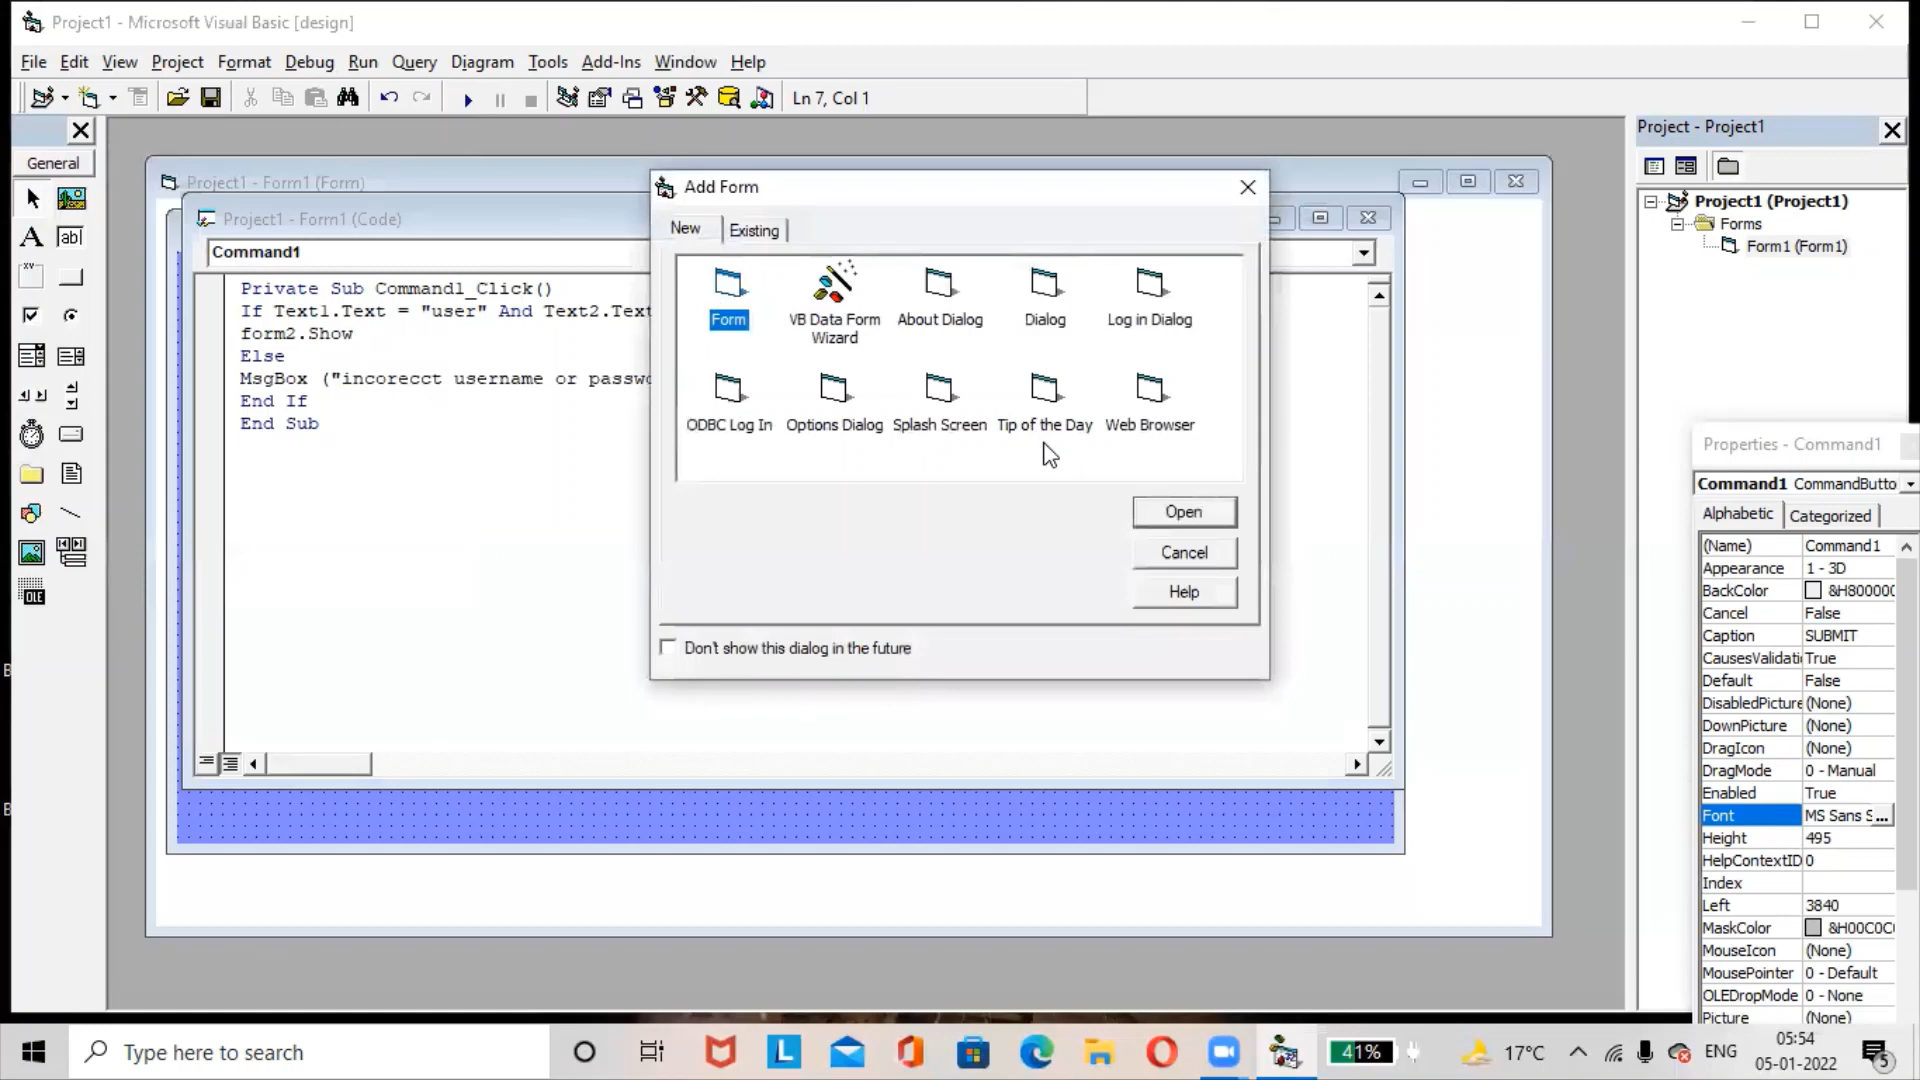 Project1 - Microsoft Visual Basic [design]
File Edit View Project Format Debug Run Query Diagram Tools Add-Ins Window Help
Ln 7, Col 1
General
Project1 - Form1 (Form)
Project1 - Form1 (Code)
Command1
Private Sub Command1_Click()
If Text1.Text = "user" And Text2.Text
form2.Show
Else
MsgBox ("incorecct username or passwo
End If
End Sub
Add Form
New Existing
Form
VB Data Form Wizard
About Dialog
Dialog
Log in Dialog
ODBC Log In
Options Dialog
Splash Screen
Tip of the Day
Web Browser
Open
Cancel
Help
Don't show this dialog in the future
Project - Project1
Project1 (Project1)
Forms
Form1 (Form1)
Properties - Command1
Command1 CommandButto
Alphabetic Categorized
(Name) Command1
Appearance 1 - 3D
BackColor &H800000
Cancel False
Caption SUBMIT
CausesValidati True
Default False
DisabledPicture (None)
DownPicture (None)
DragIcon (None)
DragMode 0 - Manual
Enabled True
Font MS Sans S ...
Height 495
HelpContextID 0
Index
Left 3840
MaskColor &H00C0C
MouseIcon (None)
MousePointer 0 - Default
OLEDropMode 0 - None
Picture (None)
OLE
Type here to search
41%
17°C
ENG
05:54
05-01-2022
5